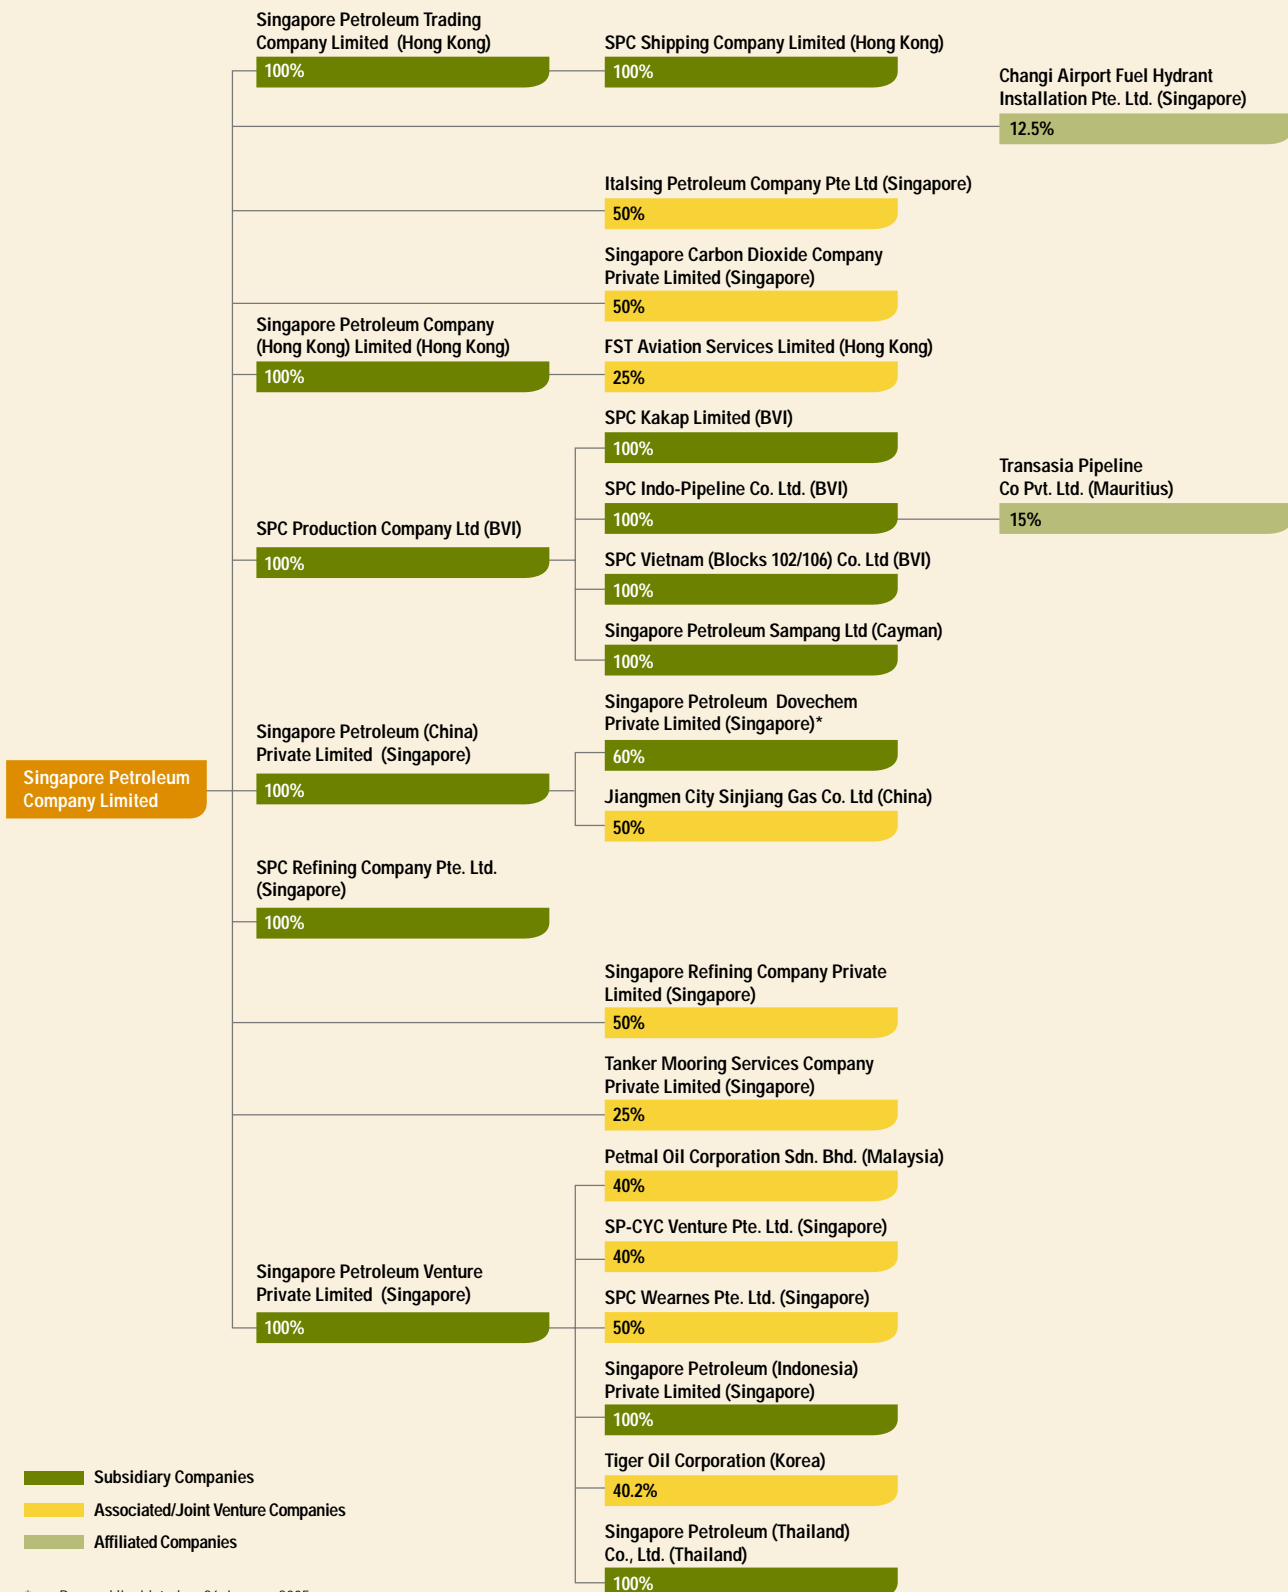 Singapore Petroleum Trading
Company Limited (Hong Kong)
100%
SPC Shipping Company Limited (Hong Kong)
100%
Changi Airport Fuel Hydrant
Installation Pte. Ltd. (Singapore)
12.5%
Italsing Petroleum Company Pte Ltd (Singapore)
50%
Singapore Carbon Dioxide Company
Private Limited (Singapore)
50%
Singapore Petroleum Company
(Hong Kong) Limited (Hong Kong)
100%
FST Aviation Services Limited (Hong Kong)
25%
SPC Production Company Ltd (BVI)
100%
SPC Kakap Limited (BVI)
100%
SPC Indo-Pipeline Co. Ltd. (BVI)
100%
Transasia Pipeline
Co Pvt. Ltd. (Mauritius)
15%
SPC Vietnam (Blocks 102/106) Co. Ltd (BVI)
100%
Singapore Petroleum Sampang Ltd (Cayman)
100%
Singapore Petroleum
Company Limited
Singapore Petroleum (China)
Private Limited (Singapore)
100%
Singapore Petroleum Dovechem
Private Limited (Singapore)*
60%
Jiangmen City Sinjiang Gas Co. Ltd (China)
50%
SPC Refining Company Pte. Ltd.
(Singapore)
100%
Singapore Refining Company Private
Limited (Singapore)
50%
Tanker Mooring Services Company
Private Limited (Singapore)
25%
Singapore Petroleum Venture
Private Limited (Singapore)
100%
Petmal Oil Corporation Sdn. Bhd. (Malaysia)
40%
SP-CYC Venture Pte. Ltd. (Singapore)
40%
SPC Wearnes Pte. Ltd. (Singapore)
50%
Singapore Petroleum (Indonesia)
Private Limited (Singapore)
100%
Tiger Oil Corporation (Korea)
40.2%
Singapore Petroleum (Thailand)
Co., Ltd. (Thailand)
100%
Subsidiary Companies
Associated/Joint Venture Companies
Affiliated Companies